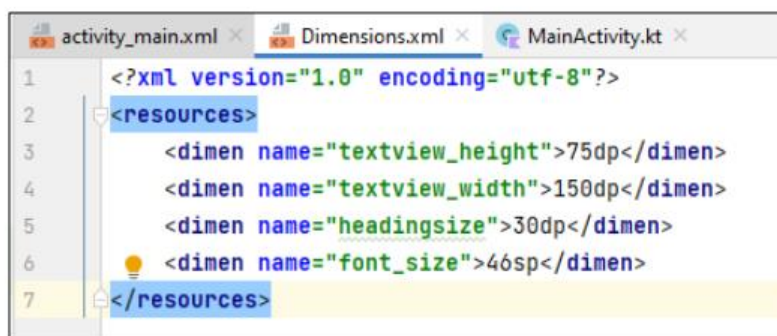 activity_main.xml Dimensions.xml MainActivity.kt
1 <?xml version="1.0" encoding="utf-8"?>
2 <resources>
3 <dimen name="textview_height">75dp</dimen>
4 <dimen name="textview_width">150dp</dimen>
5 <dimen name="headingsize">30dp</dimen>
6 <dimen name="font_size">46sp</dimen>
7 </resources>